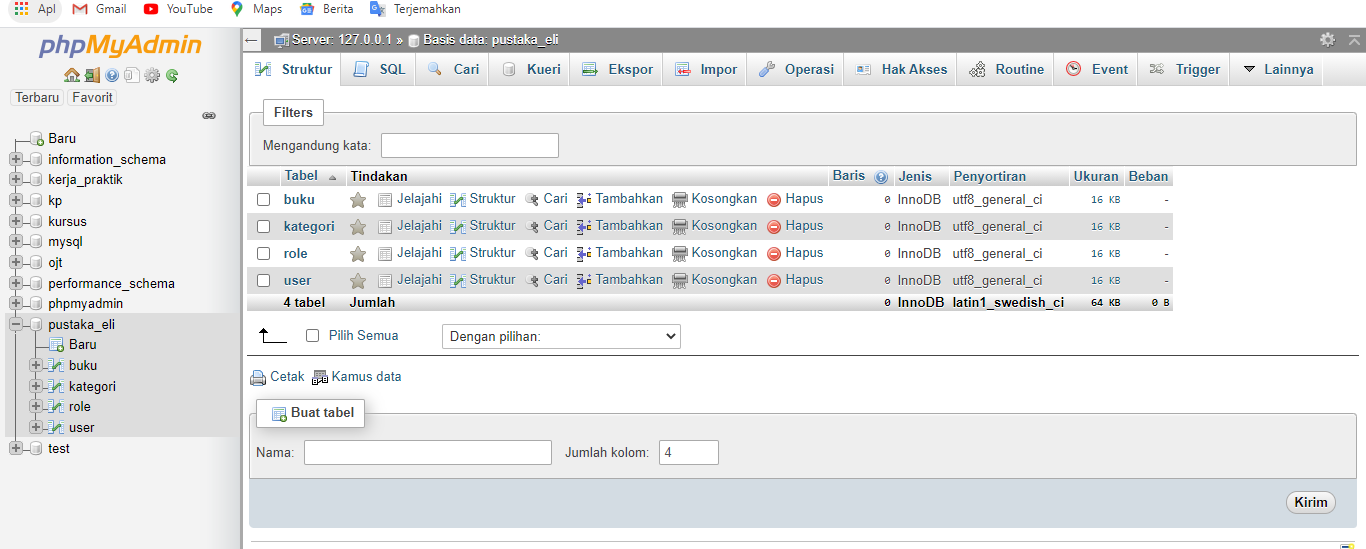 Apl Gmail YouTube Maps Berita Terjemahkan
phpMyAdmin
Terbaru Favorit
Baru
information_schema
kerja_praktik
kp
kursus
mysql
ojt
performance_schema
phpmyadmin
pustaka_eli
Baru
buku
kategori
role
user
test
Server: 127.0.0.1 » Basis data: pustaka_eli
Struktur SQL Cari Kueri Ekspor Impor Operasi Hak Akses Routine Event Trigger Lainnya
Filters
Mengandung kata:
Tabel Tindakan Baris Jenis Penyortiran Ukuran Beban
buku Jelajahi Struktur Cari Tambahkan Kosongkan Hapus 0 InnoDB utf8_general_ci 16 KB -
kategori Jelajahi Struktur Cari Tambahkan Kosongkan Hapus 0 InnoDB utf8_general_ci 16 KB -
role Jelajahi Struktur Cari Tambahkan Kosongkan Hapus 0 InnoDB utf8_general_ci 16 KB -
user Jelajahi Struktur Cari Tambahkan Kosongkan Hapus 0 InnoDB utf8_general_ci 16 KB -
4 tabel Jumlah 0 InnoDB latin1_swedish_ci 64 KB 0 B
Pilih Semua Dengan pilihan:
Cetak Kamus data
Buat tabel
Nama: Jumlah kolom: 4
Kirim